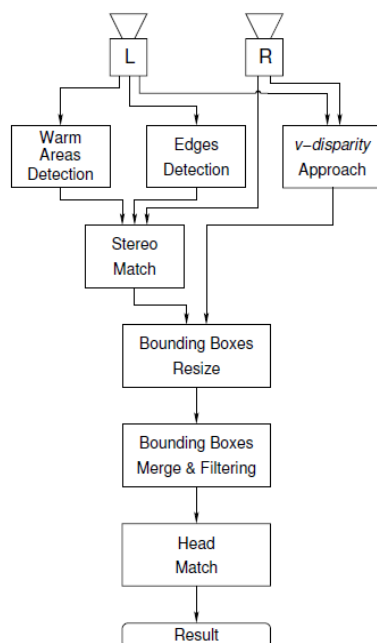 L
R
Warm
Areas
Detection
Edges
Detection
v-disparity
Approach
Stereo
Match
Bounding Boxes
Resize
Bounding Boxes
Merge & Filtering
Head
Match
Result